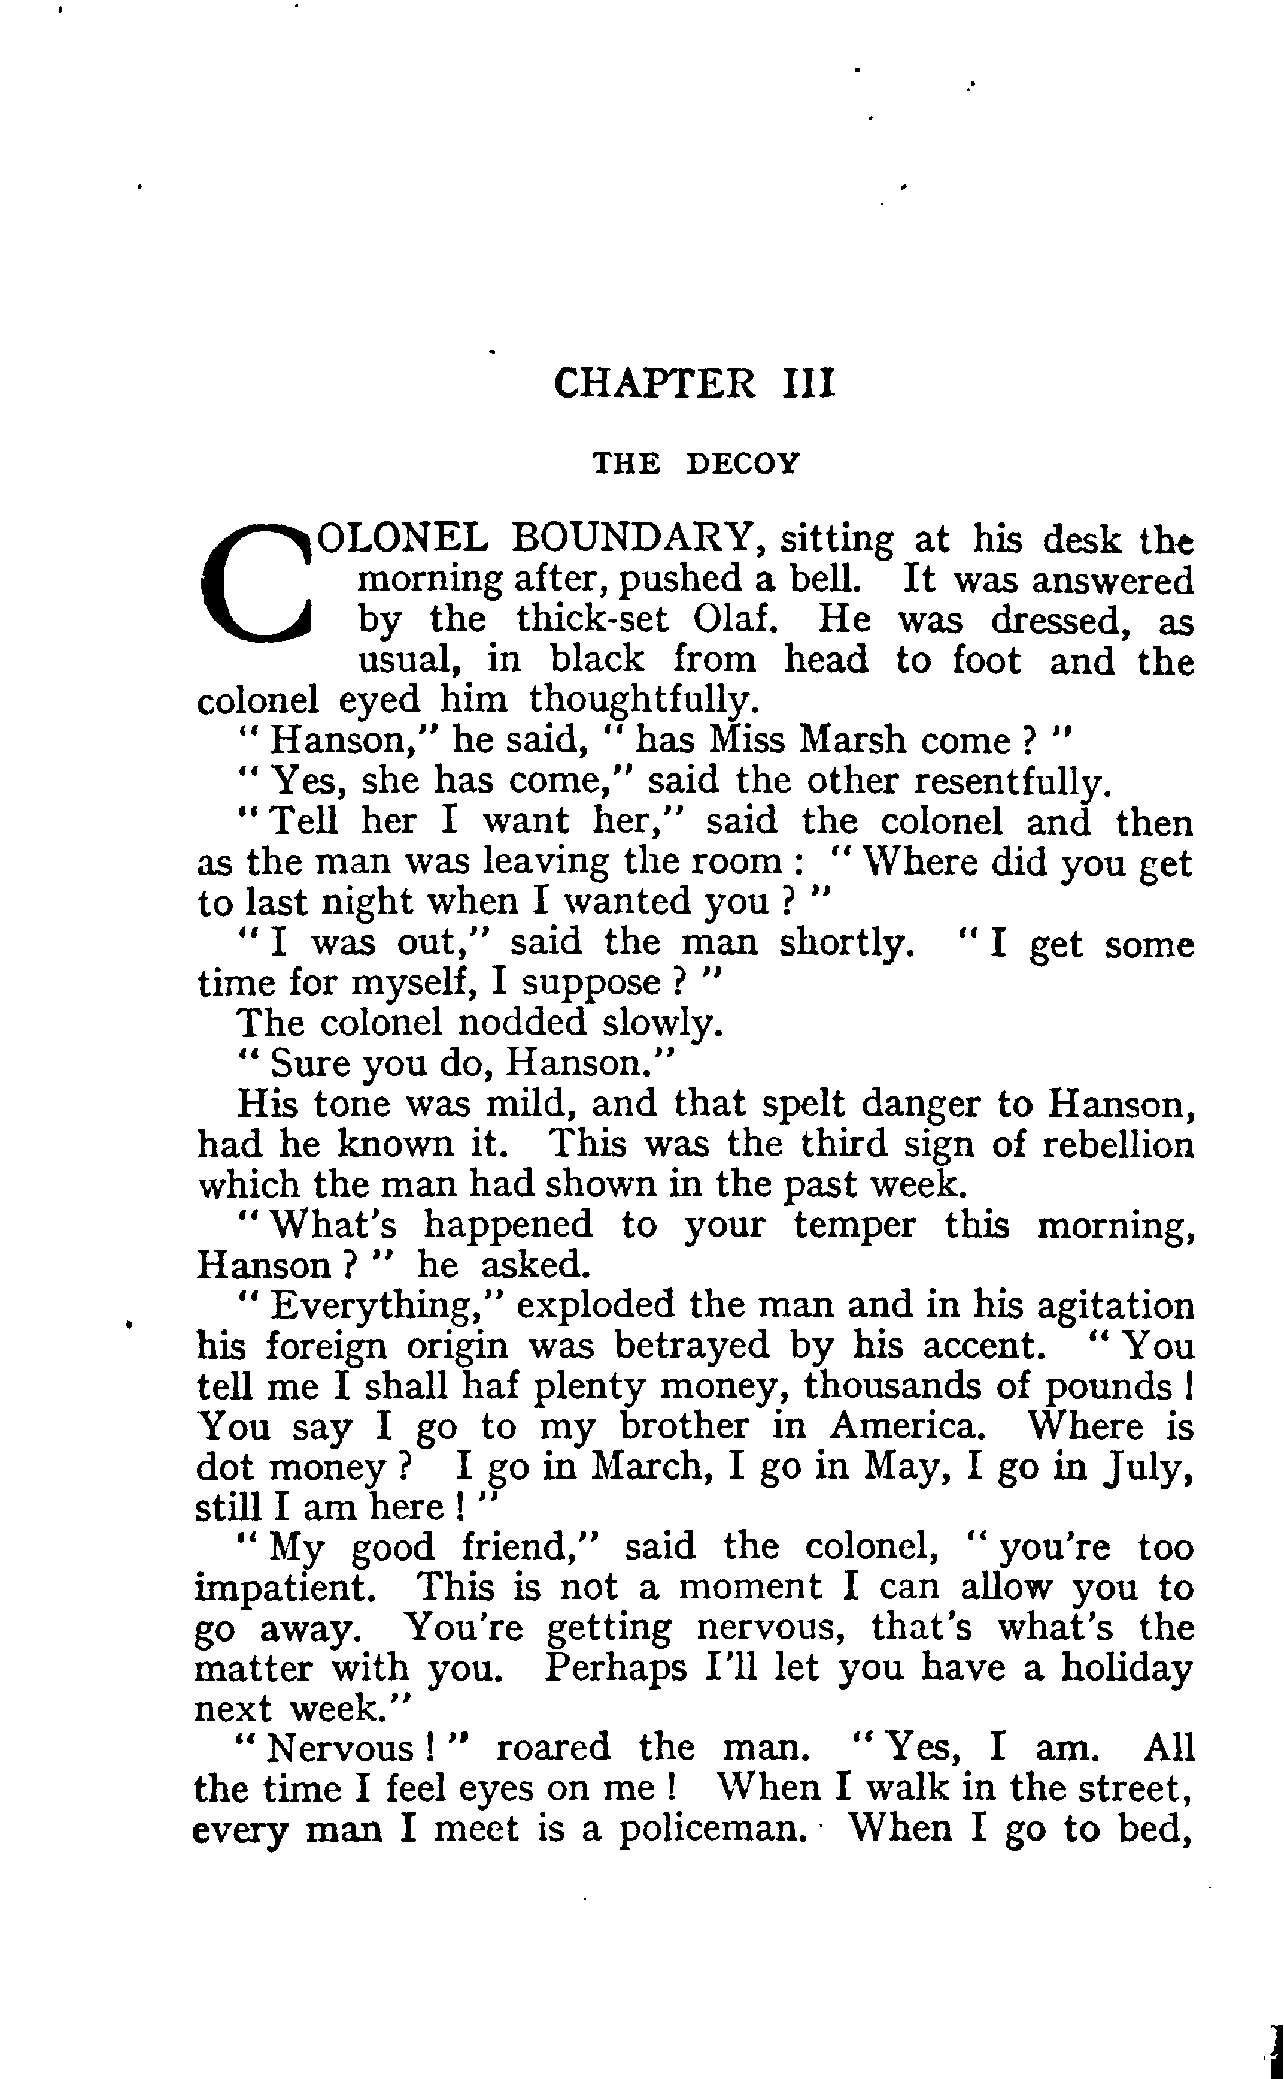 CHAPTER III
THE DECOY
COLONEL BOUNDARY, sitting at his desk the
morning after, pushed a bell. It was answered
by the thick-set Olaf. He was dressed, as
usual, in black from head to foot and the
colonel eyed him thoughtfully.
" Hanson," he said, " has Miss Marsh come ? "
" Yes, she has come," said the other resentfully.
" Tell her I want her," said the colonel and then
as the man was leaving the room : " Where did you get
to last night when I wanted you ? "
" I was out," said the man shortly. " I get some
time for myself, I suppose ? "
The colonel nodded slowly.
" Sure you do, Hanson."
His tone was mild, and that spelt danger to Hanson,
had he known it. This was the third sign of rebellion
which the man had shown in the past week.
" What's happened to your temper this morning,
Hanson ? " he asked.
" Everything," exploded the man and in his agitation
his foreign origin was betrayed by his accent. " You
tell me I shall haf plenty money, thousands of pounds !
You say I go to my brother in America. Where is
dot money ? I go in March, I go in May, I go in July,
still I am here ! "
" My good friend," said the colonel, " you're too
impatient. This is not a moment I can allow you to
go away. You're getting nervous, that's what's the
matter with you. Perhaps I'll let you have a holiday
next week."
" Nervous ! " roared the man. " Yes, I am. All
the time I feel eyes on me ! When I walk in the street,
every man I meet is a policeman. When I go to bed,